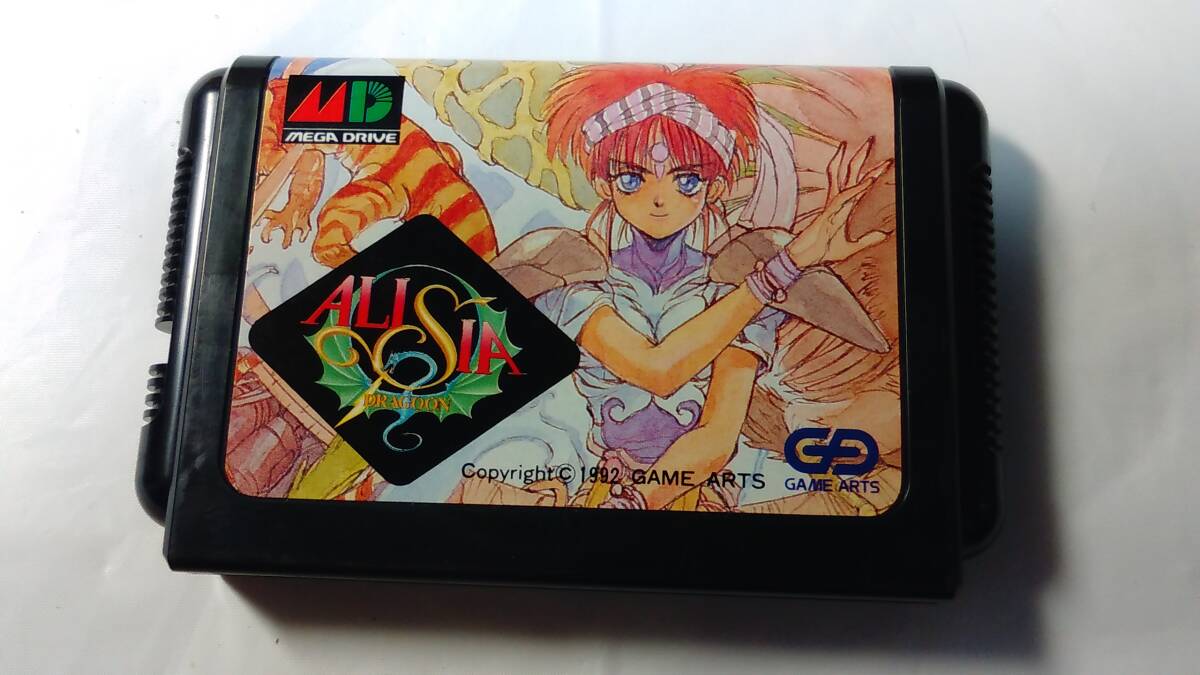 MD
MEGA DRIVE
ALISIA
DRAGOON
Copyright © 1992 GAME ARTS
GAME ARTS